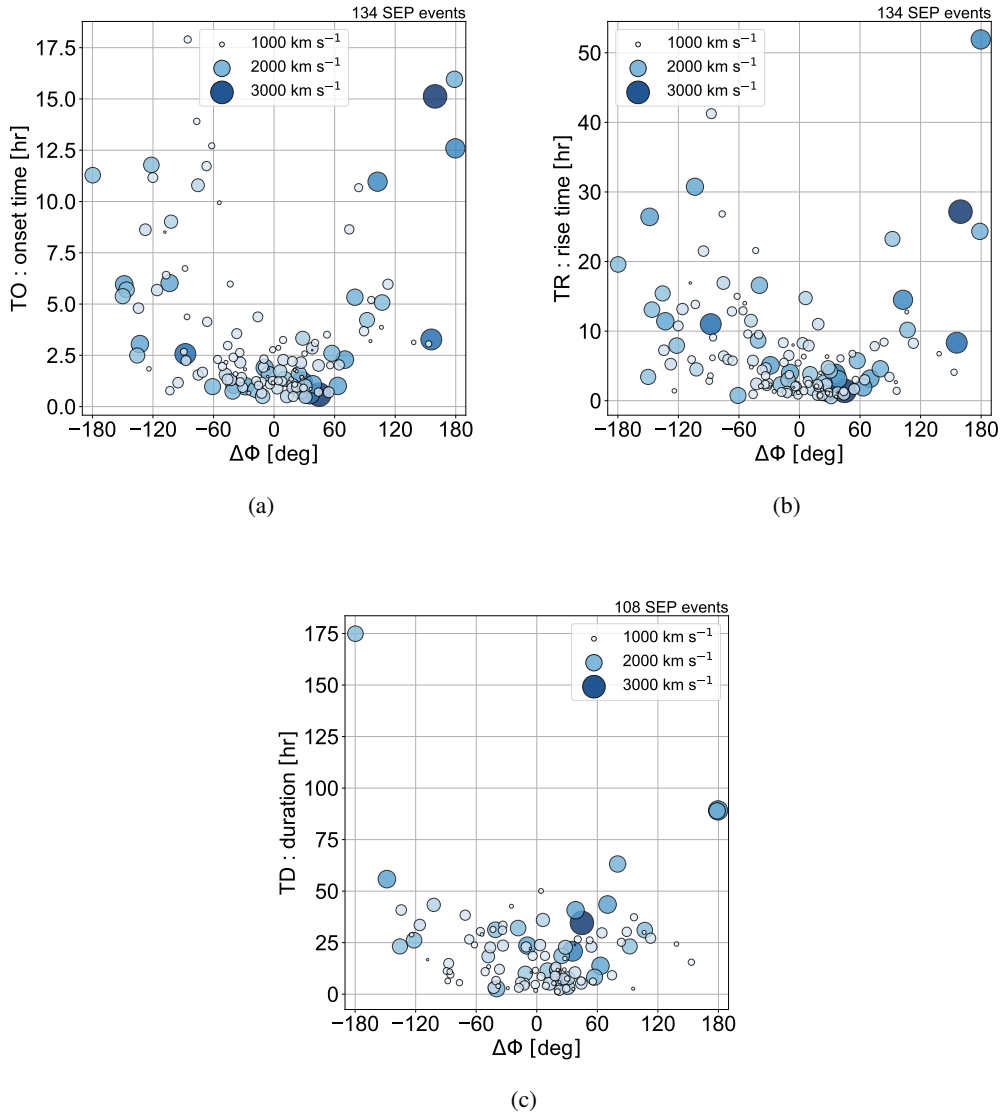 134 SEP events
1000 km s⁻¹
2000 km s⁻¹
3000 km s⁻¹
17.5
15.0
12.5
10.0
7.5
5.0
2.5
0.0
TO : onset time [hr]
−180 −120 −60 0 60 120 180
ΔΦ [deg]
(a)
134 SEP events
1000 km s⁻¹
2000 km s⁻¹
3000 km s⁻¹
50
40
30
20
10
0
TR : rise time [hr]
−180 −120 −60 0 60 120 180
ΔΦ [deg]
(b)
108 SEP events
1000 km s⁻¹
2000 km s⁻¹
3000 km s⁻¹
175
150
125
100
75
50
25
0
TD : duration [hr]
−180 −120 −60 0 60 120 180
ΔΦ [deg]
(c)